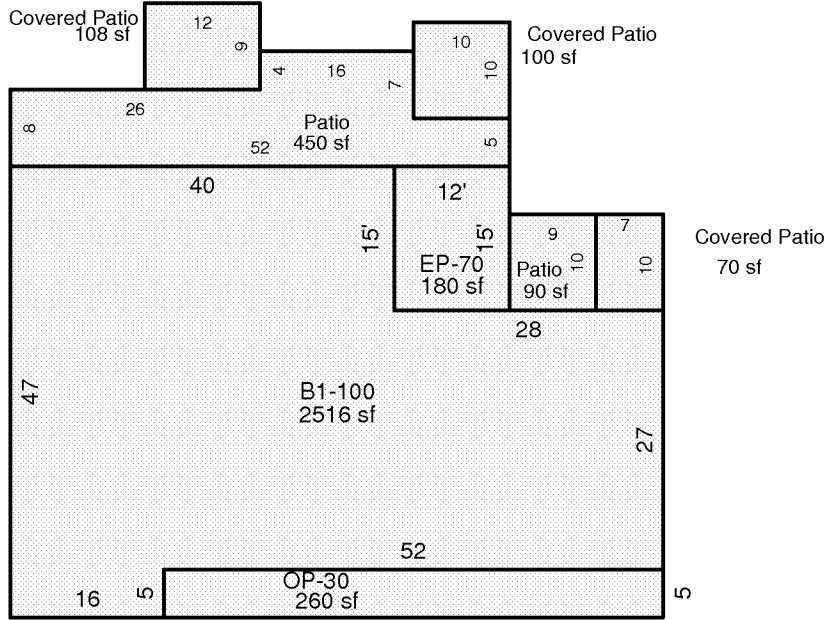 Covered Patio
108 sf
12
9
4
16
7
10
10
Covered Patio
100 sf
26
8
52
Patio
450 sf
5
40
12'
15'
15'
EP-70
180 sf
9
10
Patio
90 sf
7
10
Covered Patio
70 sf
28
47
B1-100
2516 sf
27
52
OP-30
260 sf
16
5
5